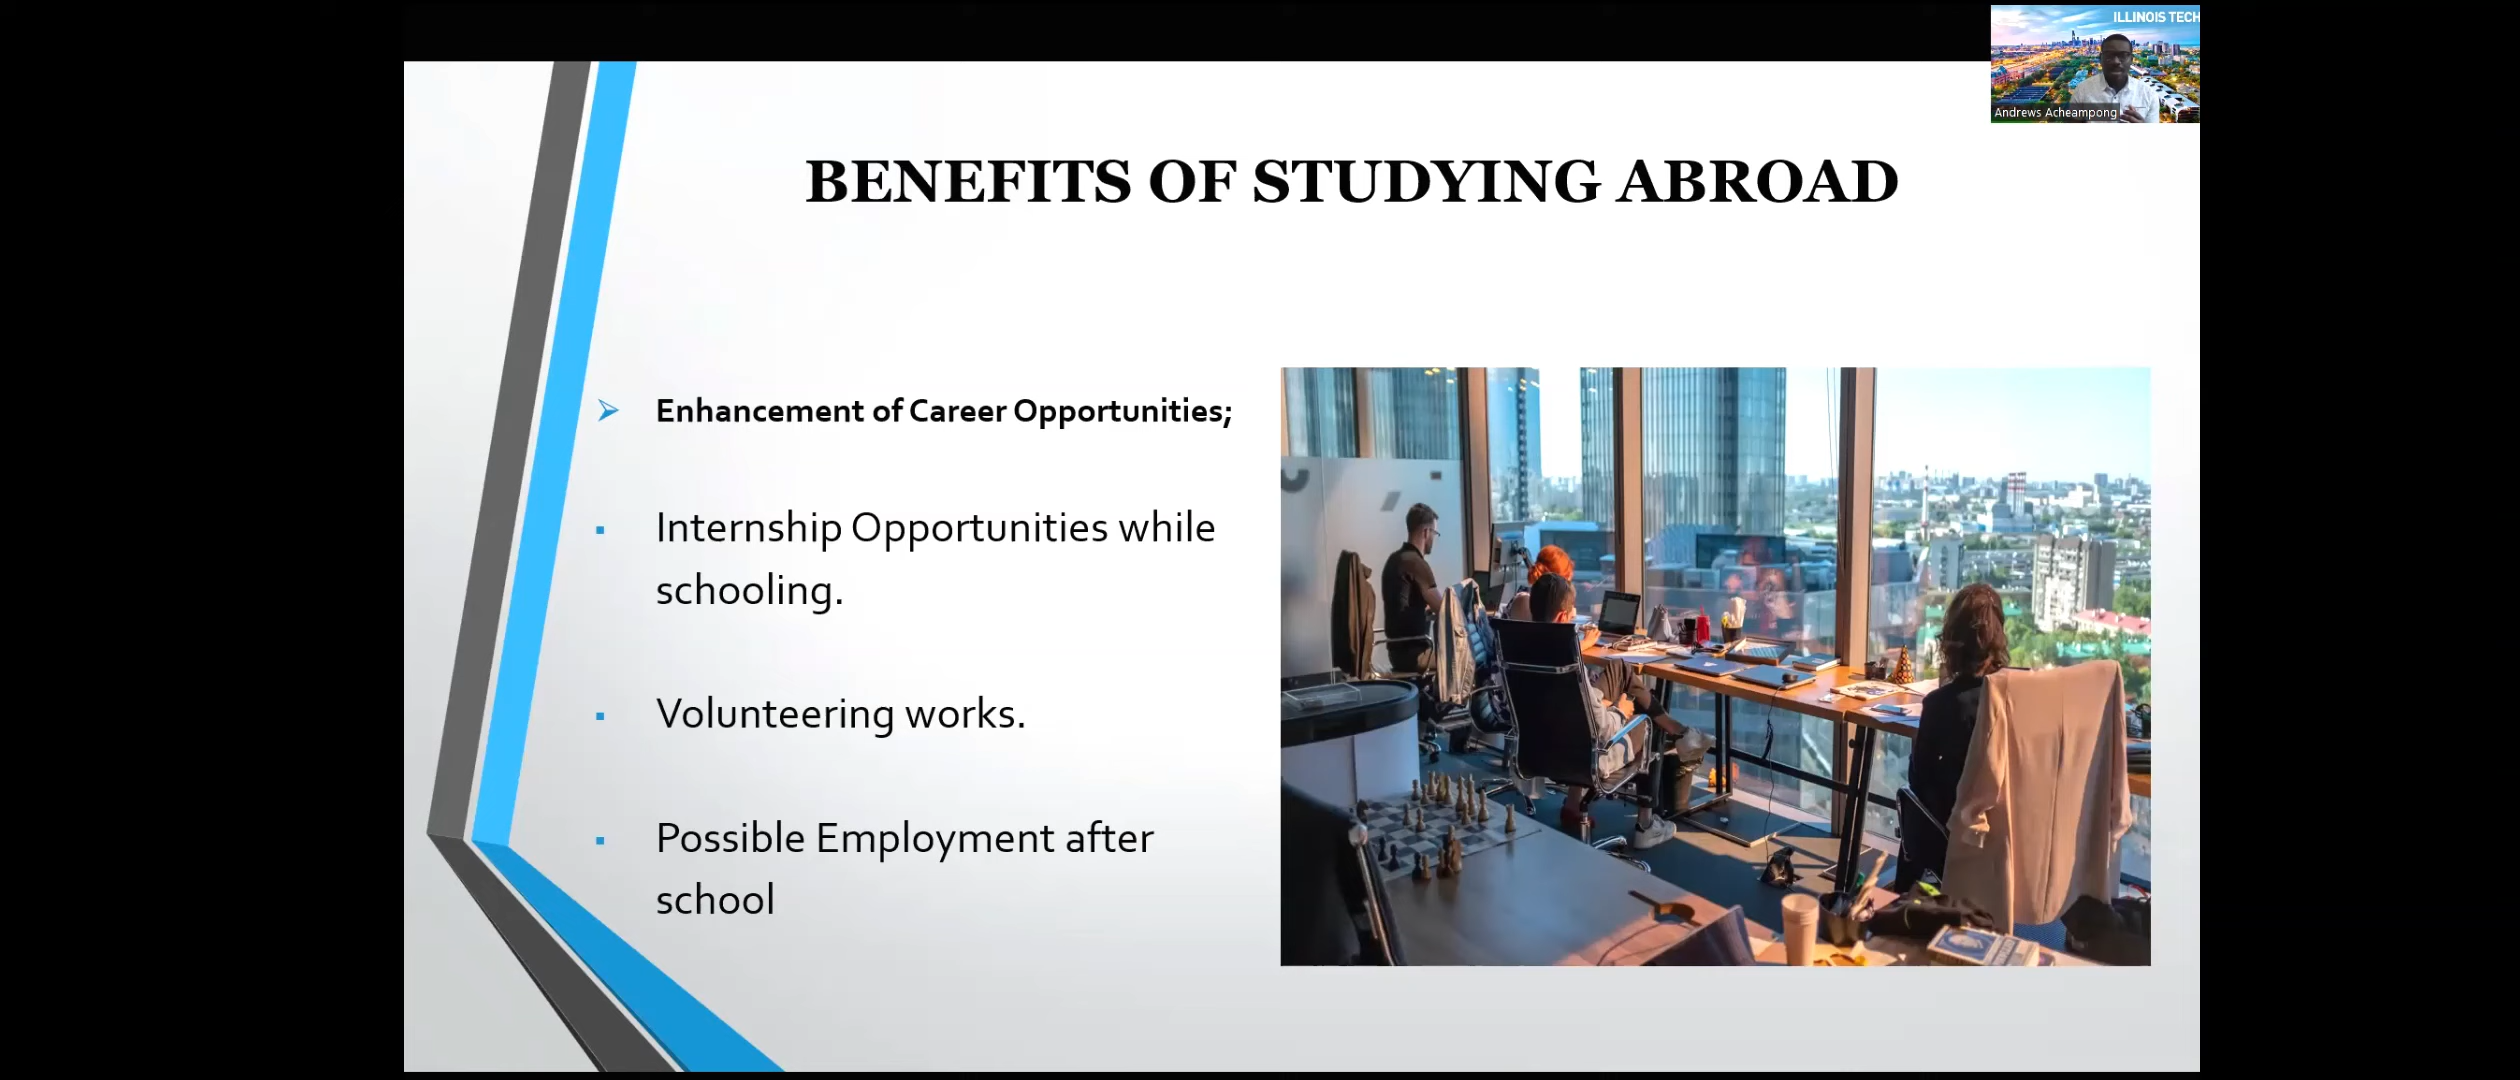 ILLINOIS TECH
Andrews Acheampong
BENEFITS OF STUDYING ABROAD
Enhancement of Career Opportunities;
Internship Opportunities while
schooling.
Volunteering works.
Possible Employment after
school